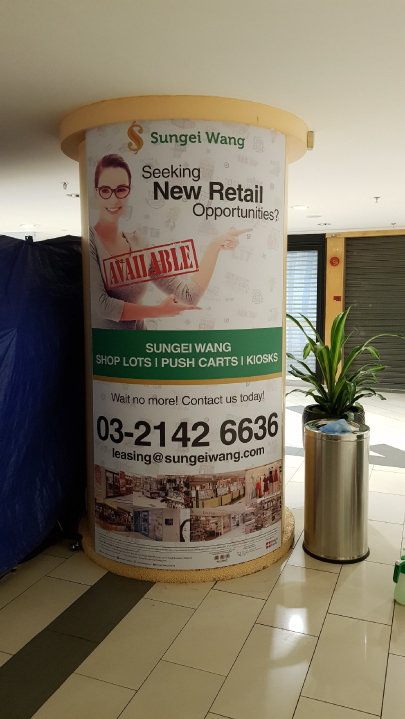 Sungei Wang
Seeking
New Retail
Opportunities?
AVAILABLE
SUNGEI WANG
SHOP LOTS | PUSH CARTS | KIOSKS
Wait no more! Contact us today!
03-2142 6636
leasing@sungeiwang.com